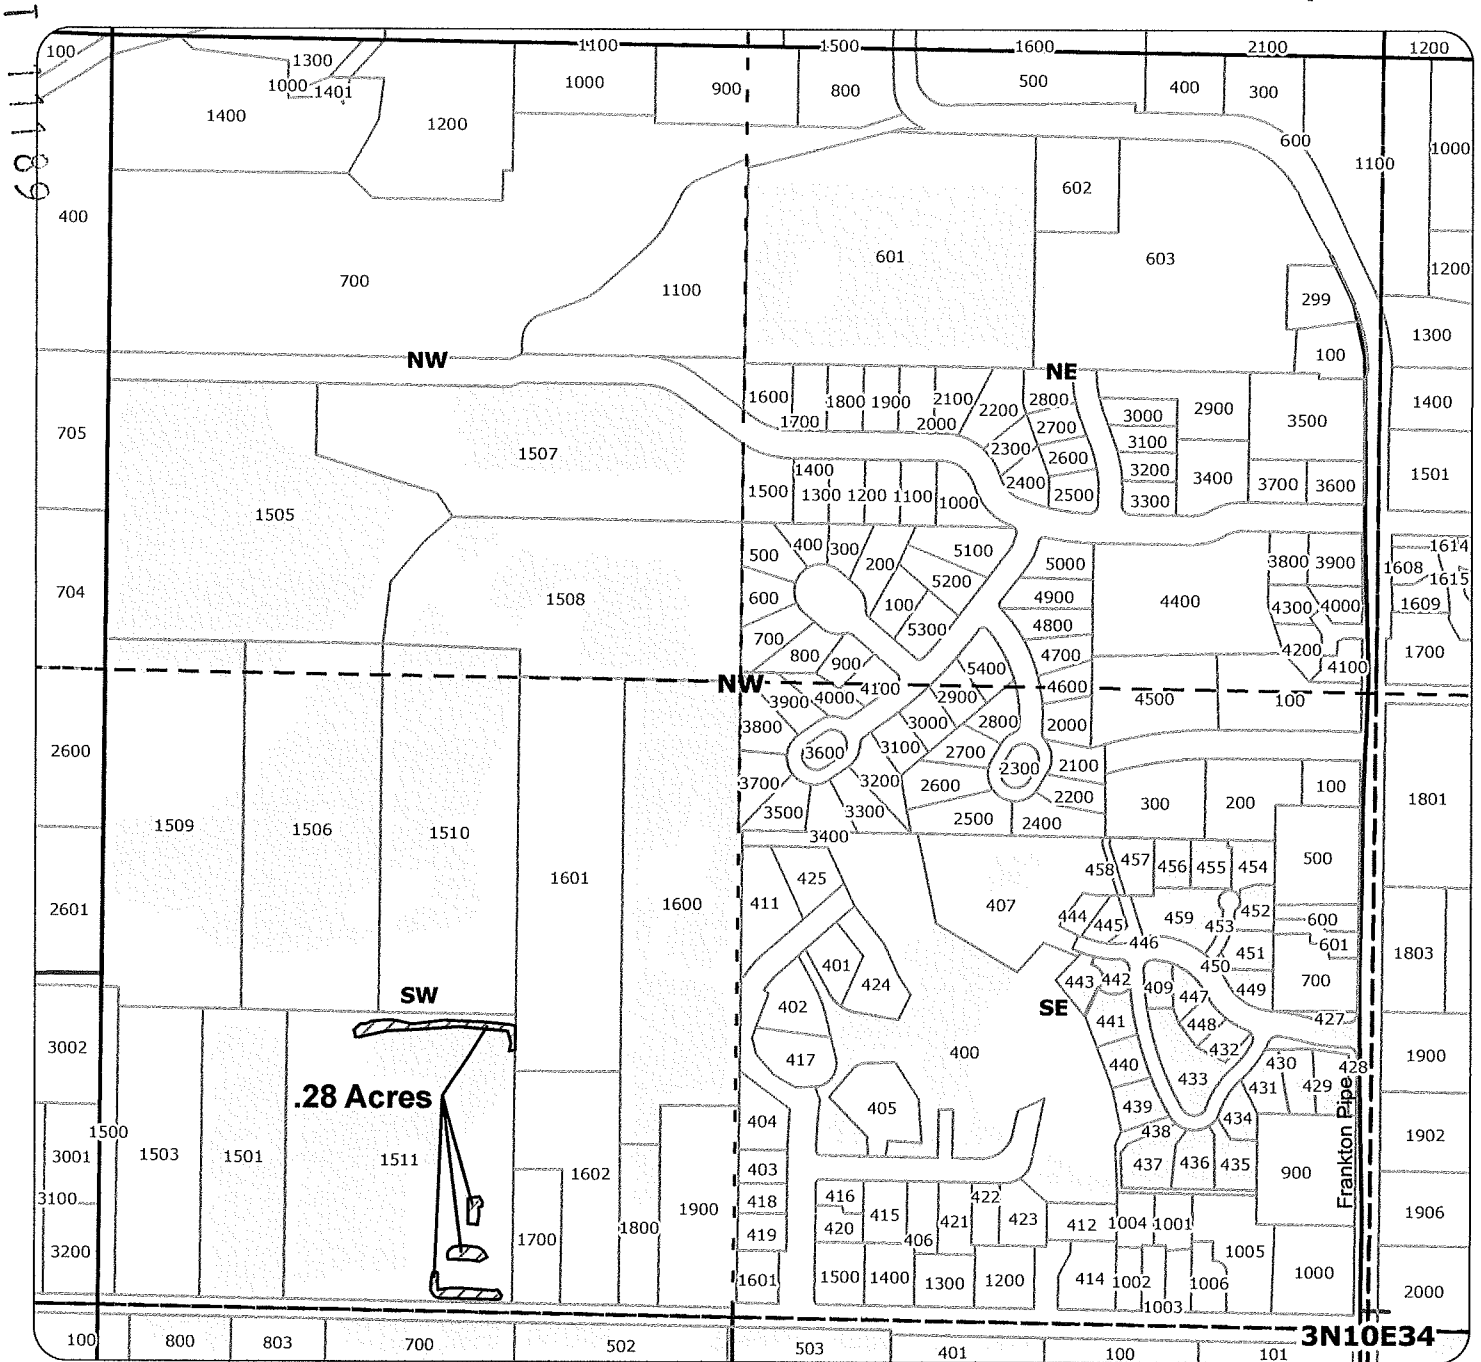 1100 1500 1600 2100 1200
100 1300 1000 1401 1000 900 800 500 400 300
1400 1200 600 1100 1000
400 602
601 603 1200
700 1100 299 1300
100
NW NE
1600 1700 1800 1900 2000 2100 2200 2800 2700 3000 2900 3500 1400
705 1507 2300 2600 3100 3200 3400
1400 1500 1300 1200 1100 1000 2400 2500 3300 3700 3600 1501
1505
500 400 300 200 5100 5000 3800 3900 1608 1614
704 1508 600 100 5200 4900 4400 4300 4000 1609 1615
5300 4800
700 800 900 5400 4700 4200 4100 1700
NW 3900 4000 4100 2900 4600 4500 100
2600 3800 3600 3100 3000 2800 2700 2000
3700 3200 2600 2300 2100 2200 100
1509 1506 1510 3500 3300 2500 2400 300 200 1801
3400
1601 1600 411 425 407 458 457 456 455 454 500
2601 444 445 459 453 452 600
446 601
401 424 443 442 409 447 450 451 449 700 1803
SW SE
402 441 448 432 427
3002 417 400 440 433 430 431 429 428 1900
.28 Acres
405 439 434
1500 404 438 1902
3001 1503 1501 1511 1602 403 437 436 435 900
Frankton Pipe
3100 1900 418 416 415 422 423 412 1004 1001 1906
3200 1700 1800 419 420 406 421 1005
1601 1500 1400 1300 1200 414 1002 1003 1006 1000 2000
3N10E34
100 800 803 700 502 503 401 100 101